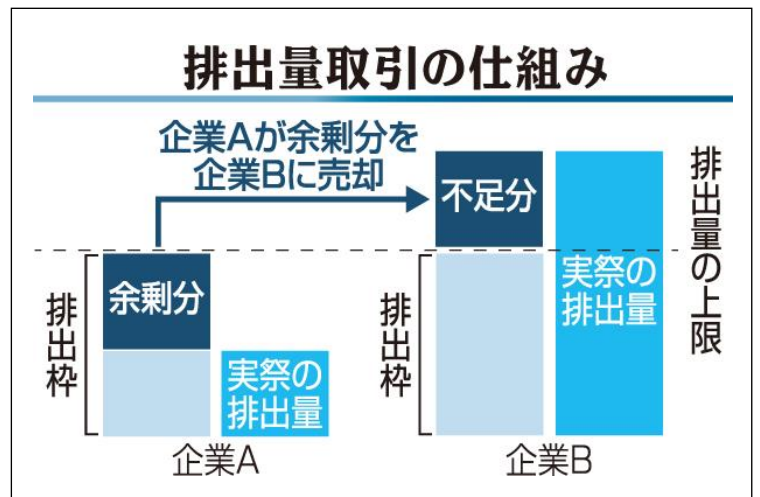 排出量取引の仕組み
企業Aが余剰分を
企業Bに売却
不足分
余剰分
排出枠
実祭の
排出量
企業A
排出枠
実祭の
排出量
企業B
排出量の上限